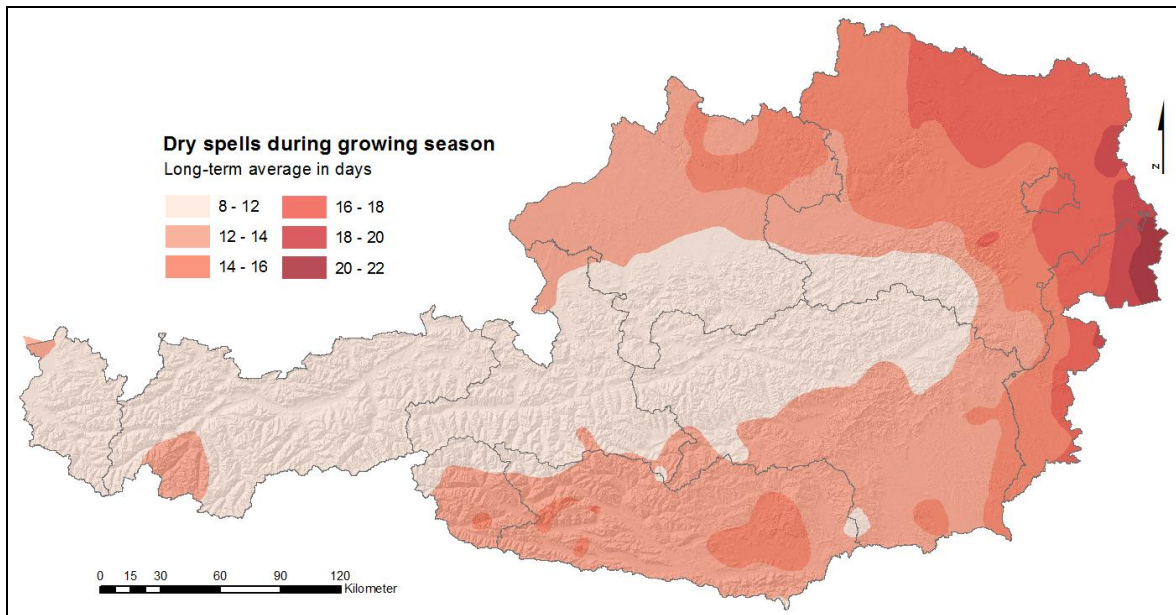 Dry spells during growing season
Long-term average in days
8 - 12
16 - 18
12 - 14
18 - 20
14 - 16
20 - 22
N
0 15 30 60 90 120
Kilometer